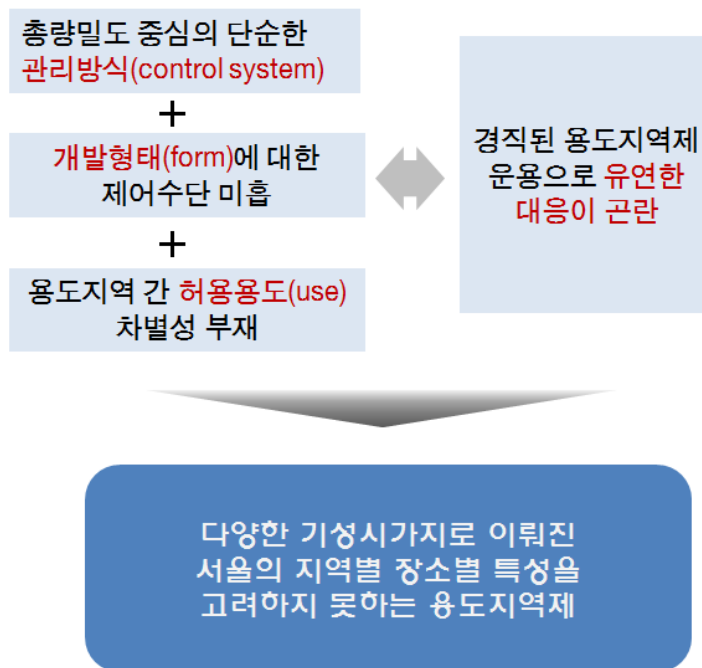 총량밀도 중심의 단순한
관리방식(control system)
+
개발형태(form)에 대한
제어수단 미흡
+
용도지역 간 허용용도(use)
차별성 부재
경직된 용도지역제
운용으로 유연한
대응이 곤란
다양한 기성시가지로 이뤄진
서울의 지역별 장소별 특성을
고려하지 못하는 용도지역제